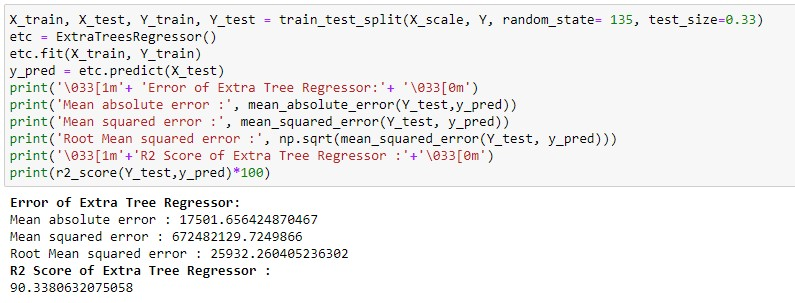 X_train, X_test, Y_train, Y_test = train_test_split(X_scale, Y, random_state= 135, test_size=0.33)
etc = ExtraTreesRegressor()
etc.fit(X_train, Y_train)
y_pred = etc.predict(X_test)
print('\033[1m'+ 'Error of Extra Tree Regressor:'+ '\033[0m')
print('Mean absolute error :', mean_absolute_error(Y_test,y_pred))
print('Mean squared error :', mean_squared_error(Y_test, y_pred))
print('Root Mean squared error :', np.sqrt(mean_squared_error(Y_test, y_pred)))
print('\033[1m'+'R2 Score of Extra Tree Regressor :'+'\033[0m')
print(r2_score(Y_test,y_pred)*100)
Error of Extra Tree Regressor:
Mean absolute error : 17501.656424870467
Mean squared error : 672482129.7249866
Root Mean squared error : 25932.260405236302
R2 Score of Extra Tree Regressor :
90.3380632075058